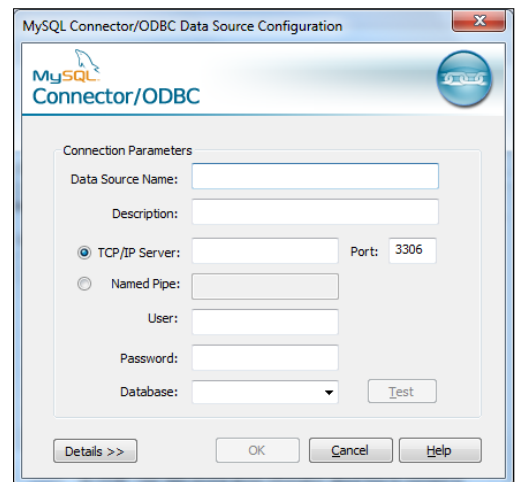 MySQL Connector/ODBC Data Source Configuration
MySQL
Connector/ODBC
Connection Parameters
Data Source Name:
Description:
TCP/IP Server: Port: 3306
Named Pipe:
User:
Password:
Database: Test
Details >> OK Cancel Help